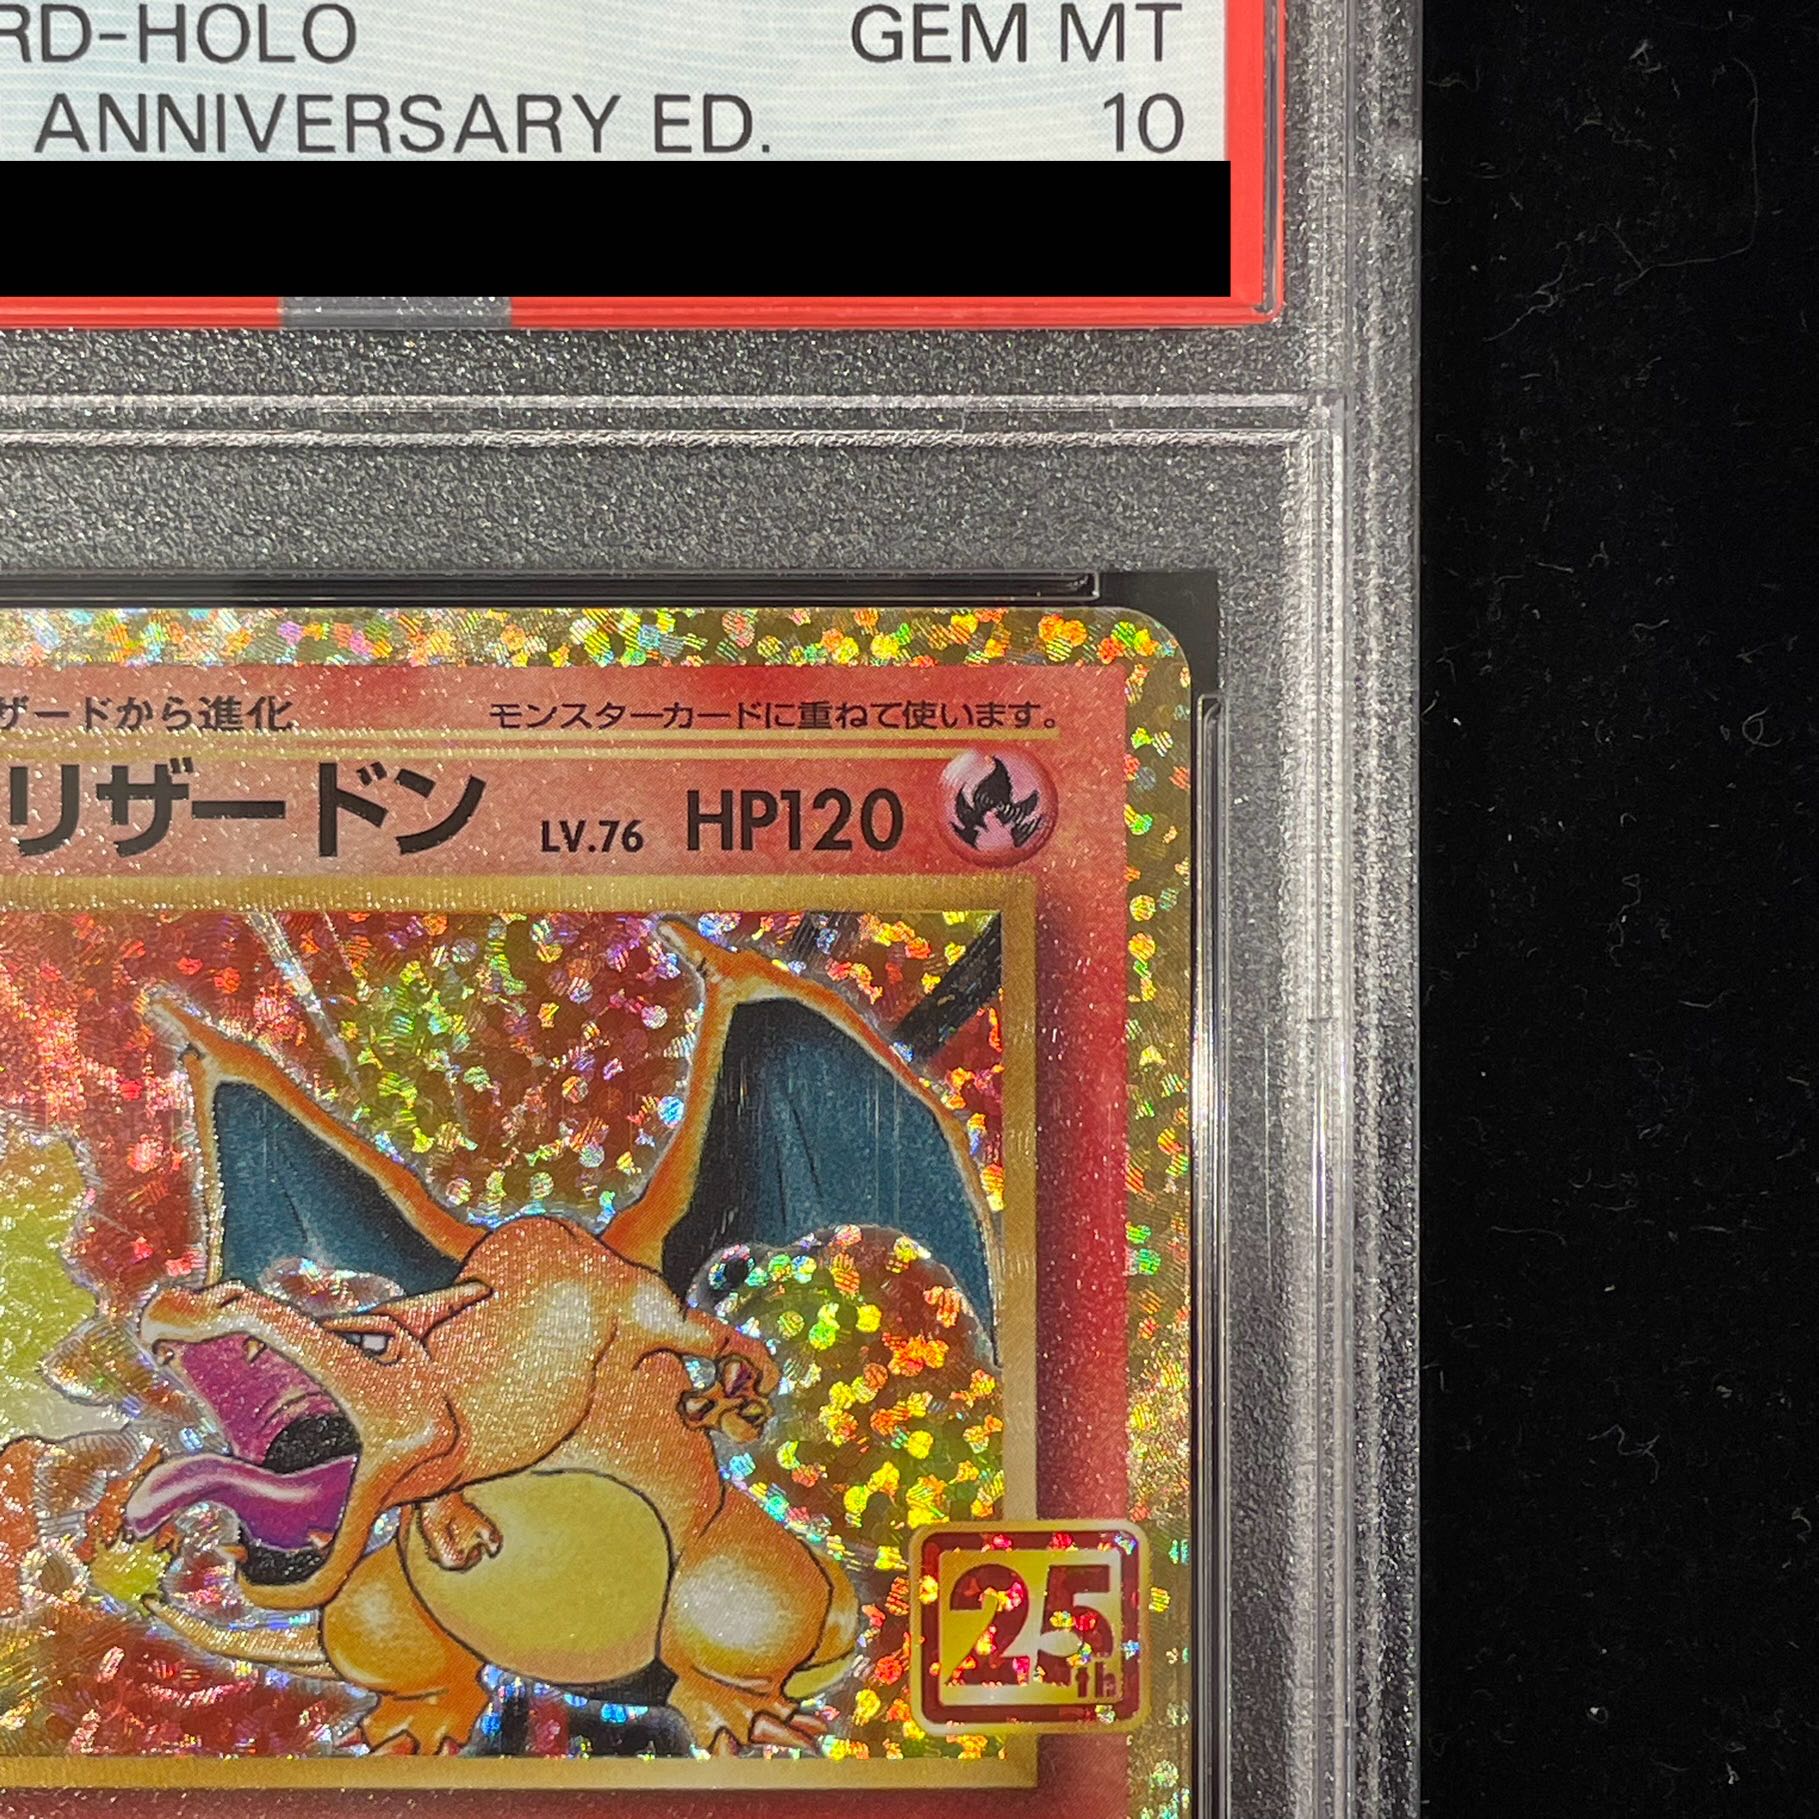 RD-HOLO GEM MT
ANNIVERSARY ED. 10
ザードから進化 モンスターカードに重ねて使います。
リザードン LV.76 HP120
25th